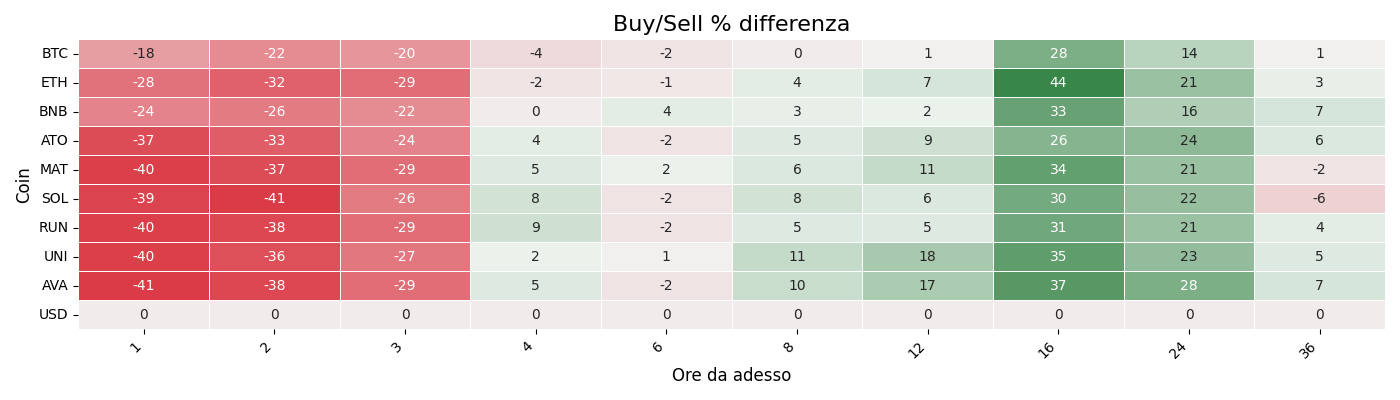 Buy/Sell % differenza
Coin
BTC -18 -22 -20 -4 -2 0 1 28 14 1
ETH -28 -32 -29 -2 -1 4 7 44 21 3
BNB -24 -26 -22 0 4 3 2 33 16 7
ATO -37 -33 -24 4 -2 5 9 26 24 6
MAT -40 -37 -29 5 2 6 11 34 21 -2
SOL -39 -41 -26 8 -2 8 6 30 22 -6
RUN -40 -38 -29 9 -2 5 5 31 21 4
UNI -40 -36 -27 2 1 11 18 35 23 5
AVA -41 -38 -29 5 -2 10 17 37 28 7
USD 0 0 0 0 0 0 0 0 0 0
1 2 3 4 6 8 12 16 24 36
Ore da adesso